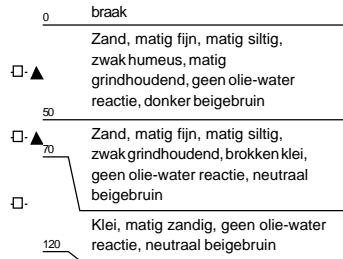 0
braak
Zand, matig fijn, matig siltig,
zwak humeus, matig
grindhoudend, geen olie-water
reactie, donker beigebruin
50
Zand, matig fijn, matig siltig,
zwak grindhoudend, brokken klei,
geen olie-water reactie, neutraal
beigebruin
70
Klei, matig zandig, geen olie-water
reactie, neutraal beigebruin
120